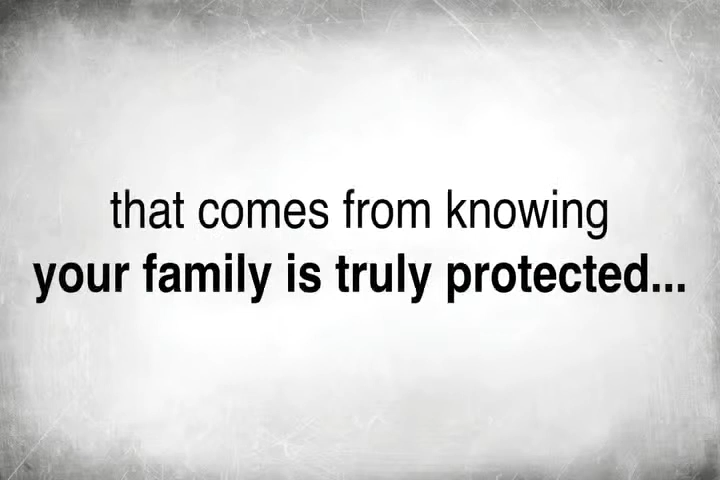 that comes from knowing
your family is truly protected...